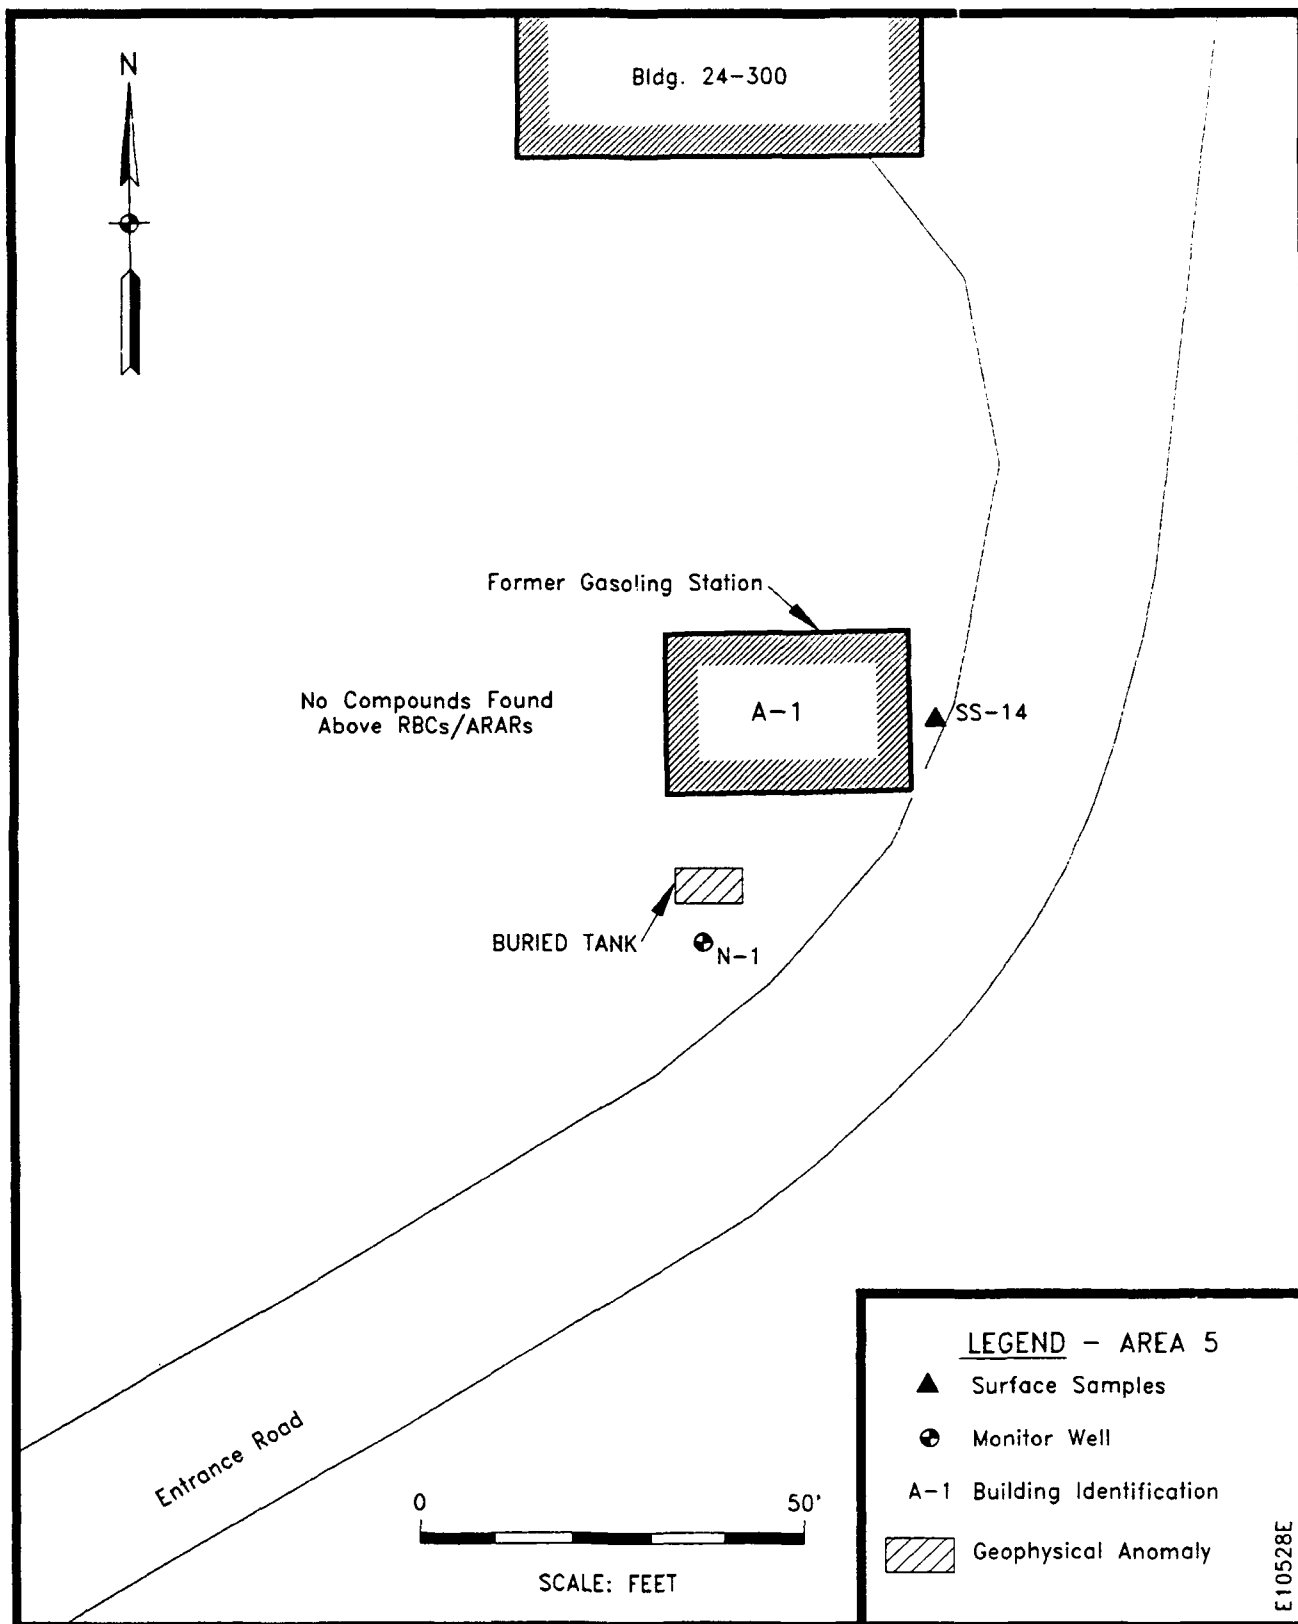 Bldg. 24-300
N
Former Gasoling Station
No Compounds Found
Above RBCs/ARARs
A-1
SS-14
BURIED TANK
N-1
Entrance Road
0 50'
SCALE: FEET
LEGEND - AREA 5
Surface Samples
Monitor Well
A-1 Building Identification
Geophysical Anomaly
E10528E